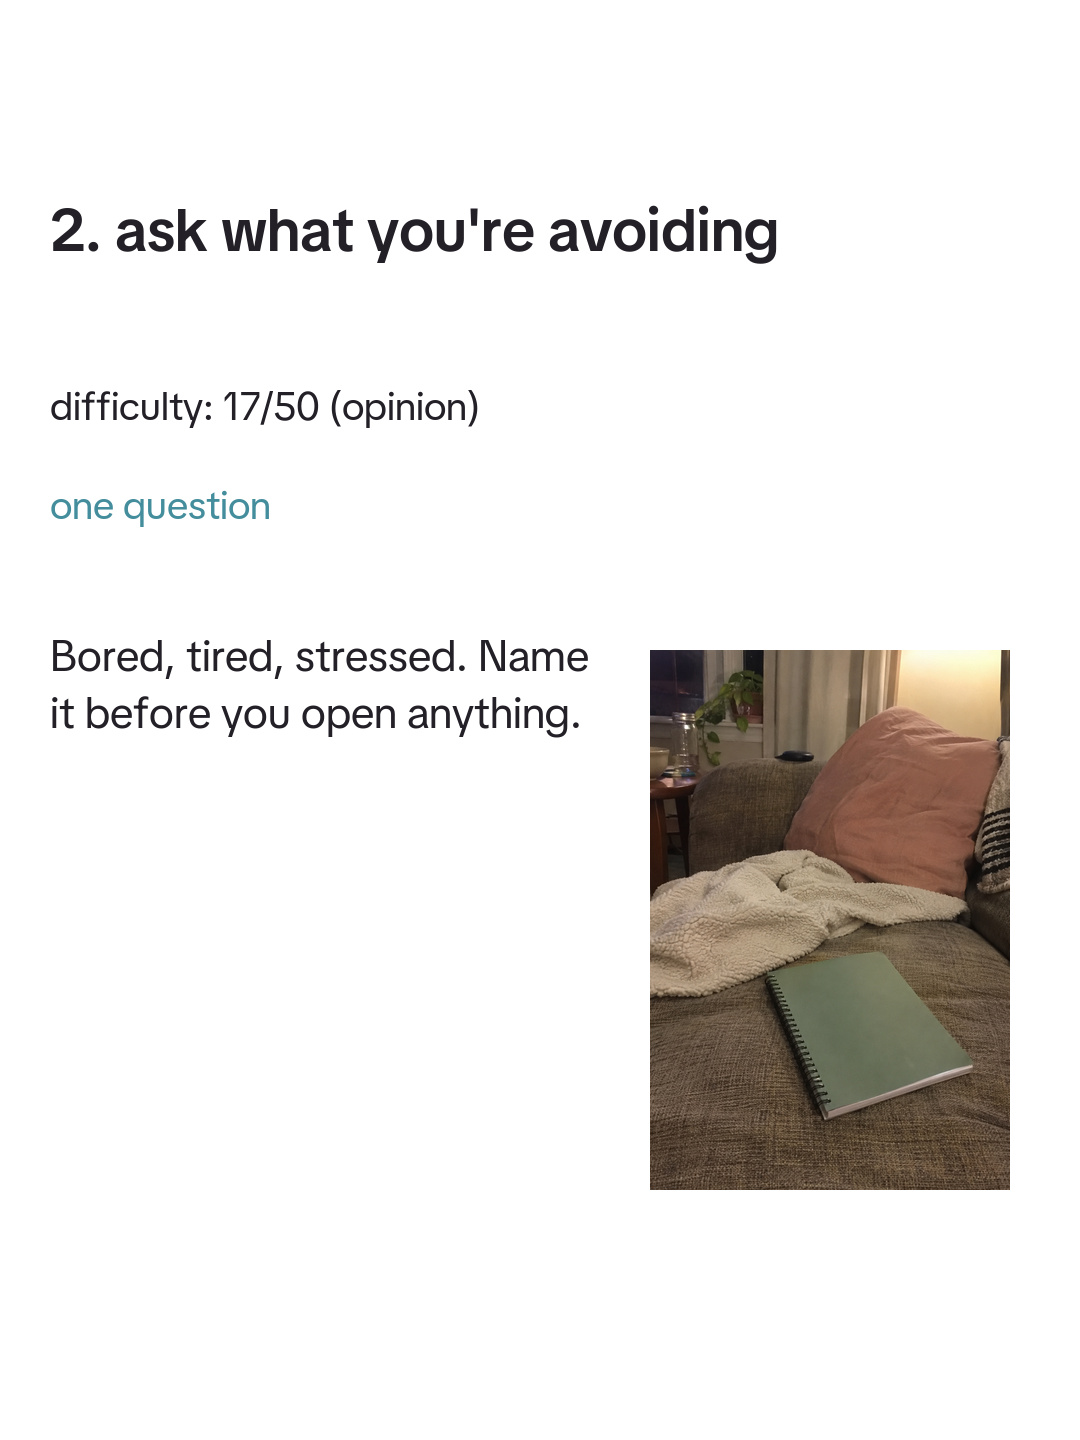 2. ask what you're avoiding
difficulty: 17/50 (opinion)
one question
Bored, tired, stressed. Name
it before you open anything.